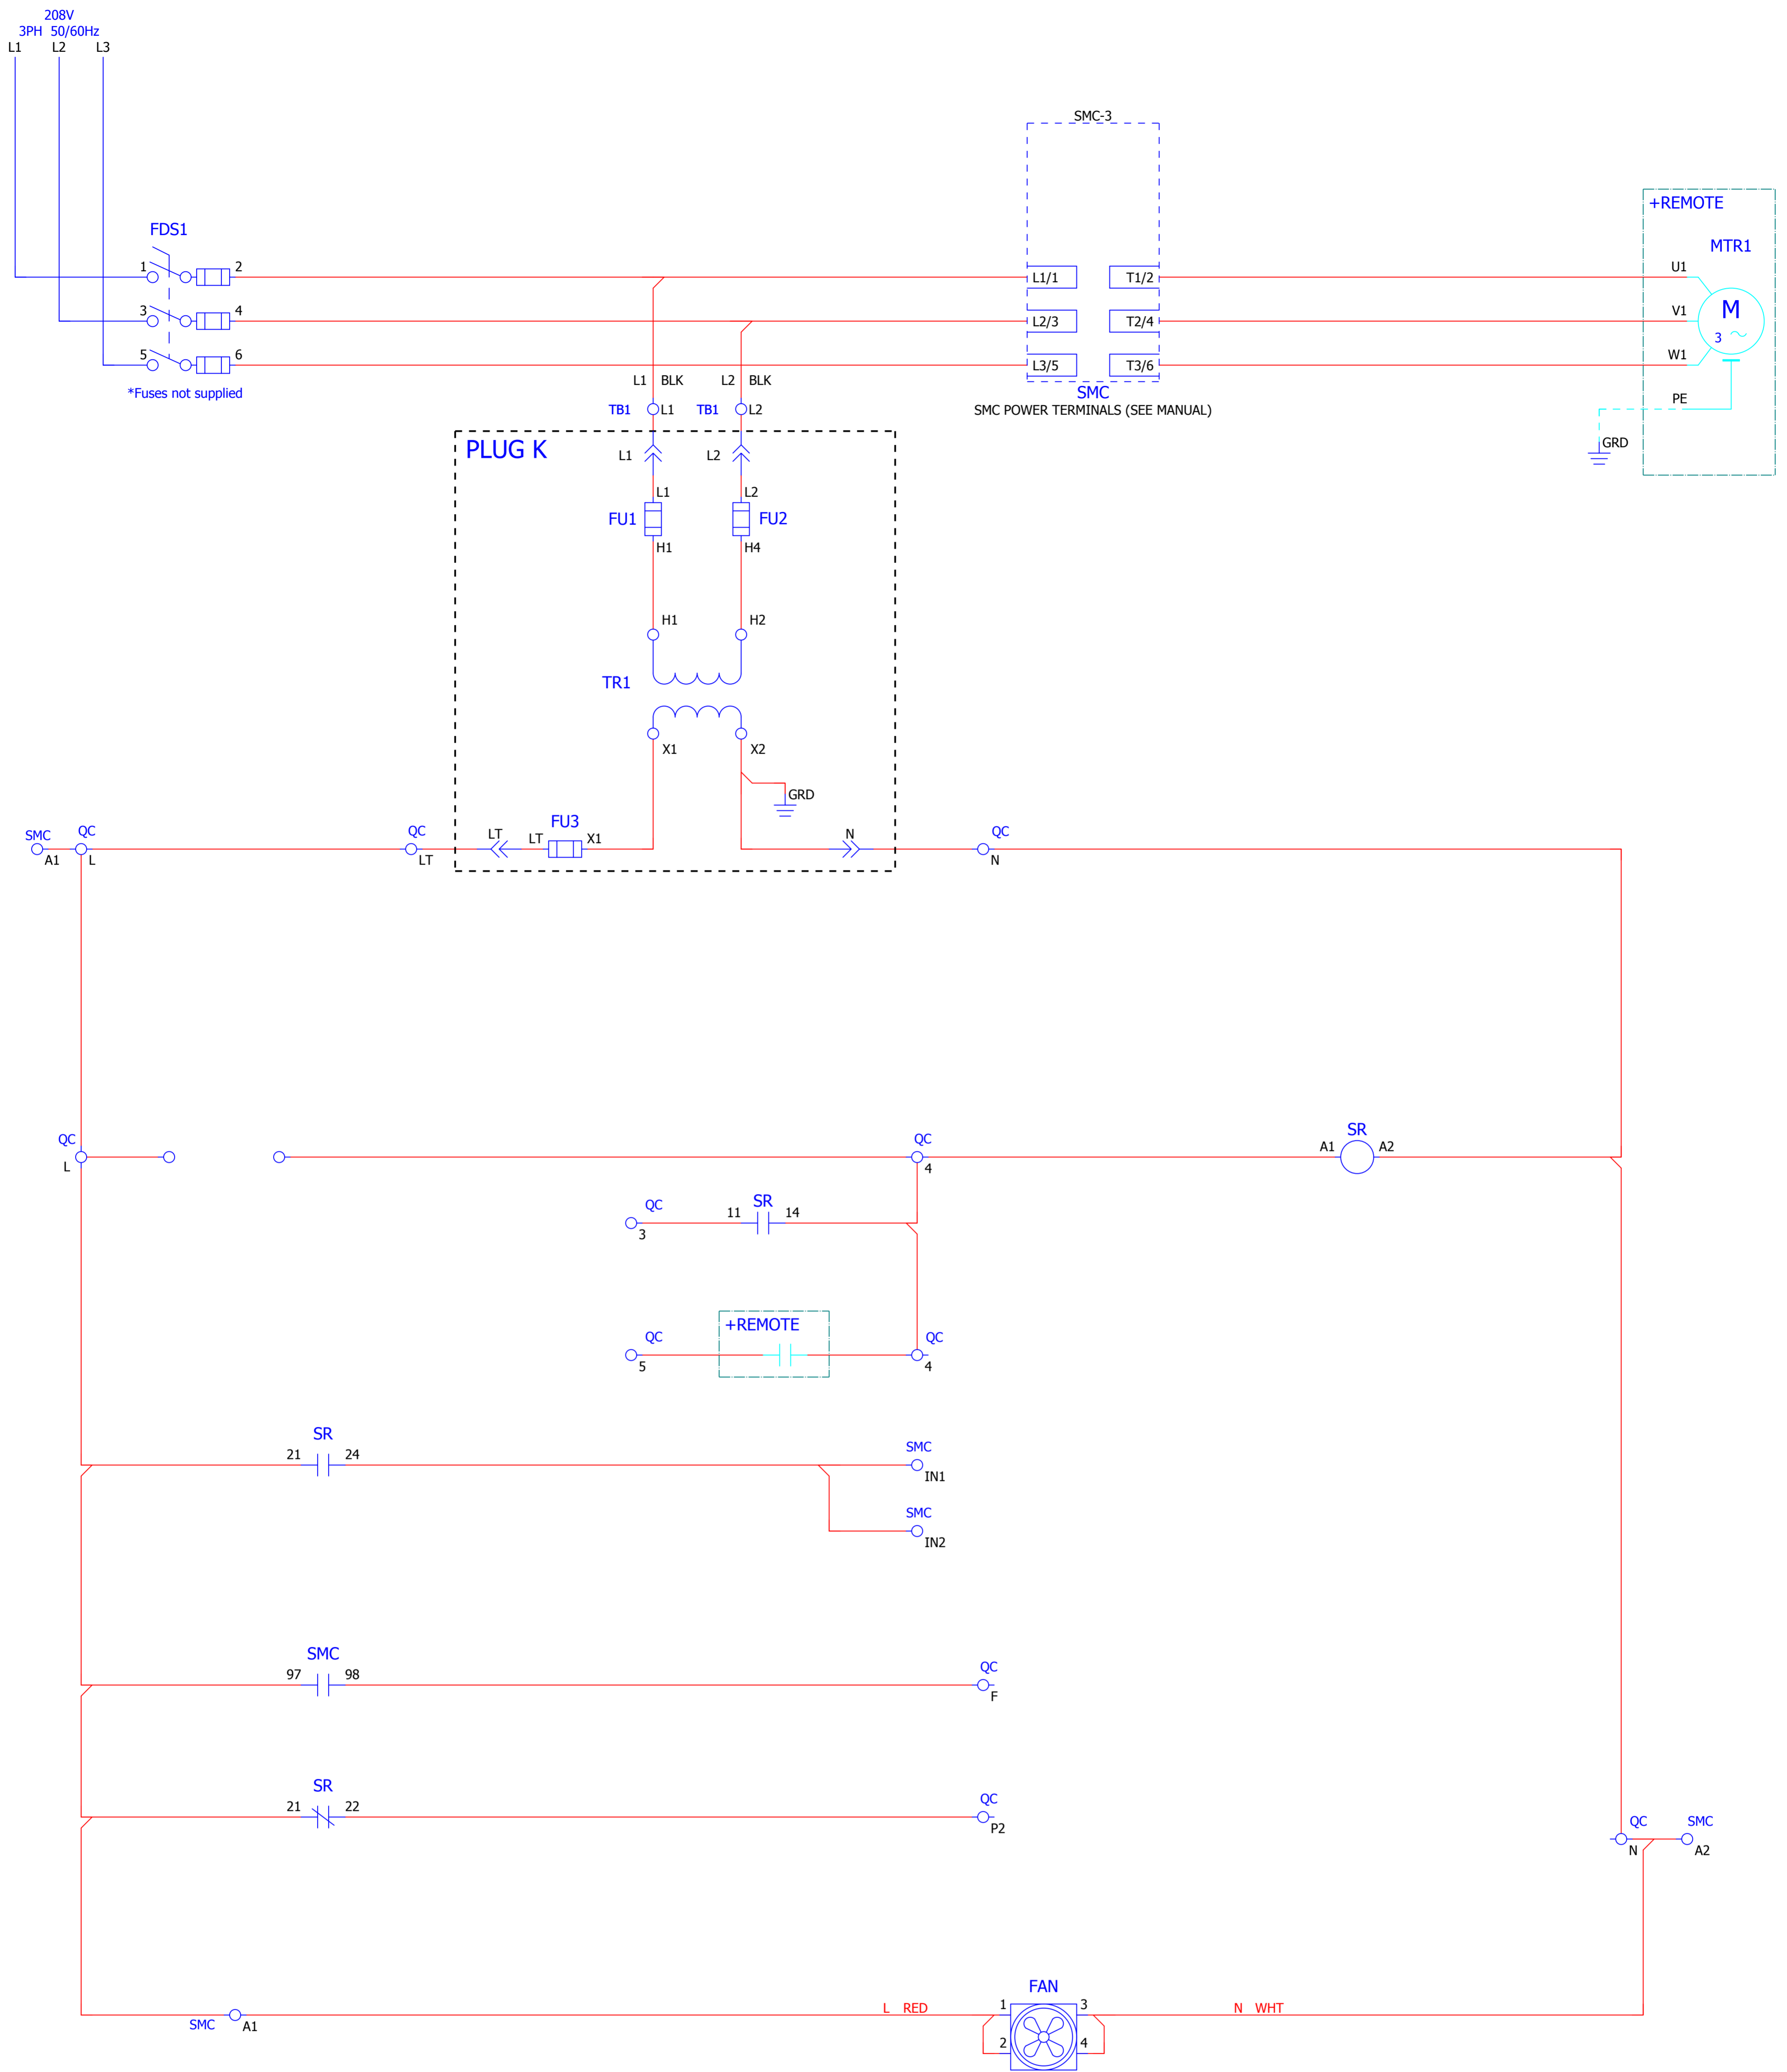 208V
3PH 50/60Hz
L1 L2 L3
SMC-3
+REMOTE
FDS1
MTR1
1 2
L1/1 T1/2
U1
3 4
L2/3 T2/4
V1
M
3
5 6
L3/5 T3/6
W1
*Fuses not supplied
L1 BLK L2 BLK
SMC
PE
TB1 L1 TB1 L2
SMC POWER TERMINALS (SEE MANUAL)
GRD
PLUG K
L1 L2
L1 L2
FU1 FU2
H1 H4
H1 H2
TR1
X1 X2
GRD
FU3
SMC QC QC LT LT X1 N QC
A1 L LT N
QC QC SR
A1 A2
L 4
QC 11 SR 14
3
+REMOTE
QC QC
5 4
SR SMC
21 24
IN1
SMC
IN2
SMC
97 98
QC
F
SR
21 22
QC
P2
QC SMC
N A2
FAN
L RED 1 3 N WHT
SMC A1
2 4